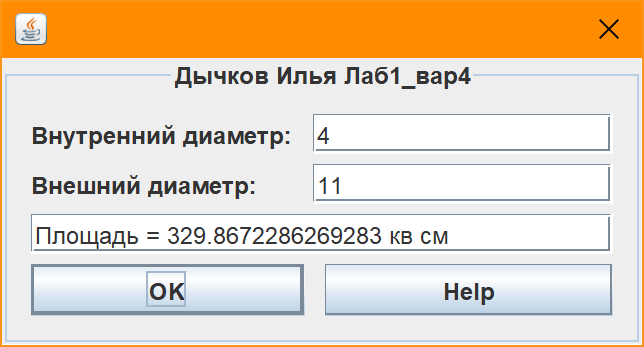 Дычков Илья Лаб1_вар4
Внутренний диаметр: 4
Внешний диаметр: 11
Площадь = 329.8672286269283 кв см
OK Help